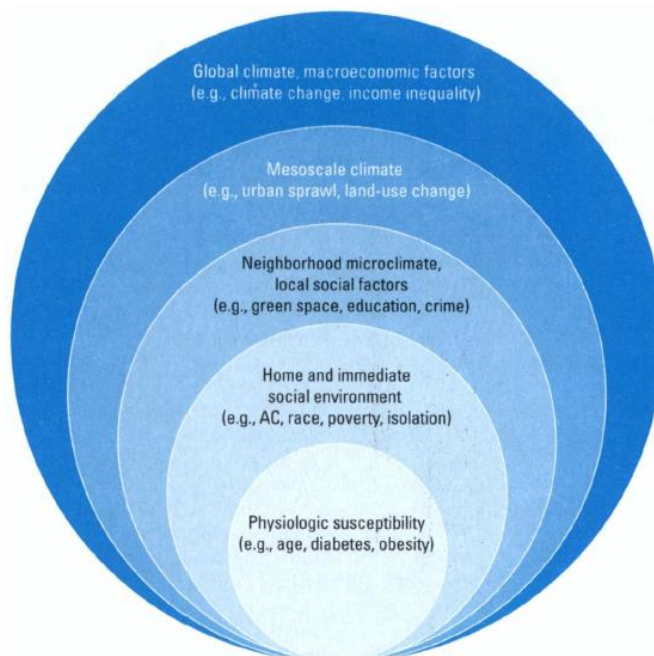 Global climate, macroeconomic factors
(e.g., climate change, income inequality)
Mesoscale climate
(e.g., urban sprawl, land-use change)
Neighborhood microclimate,
local social factors
(e.g., green space, education, crime)
Home and immediate
social environment
(e.g., AC, race, poverty, isolation)
Physiologic susceptibility
(e.g., age, diabetes, obesity)